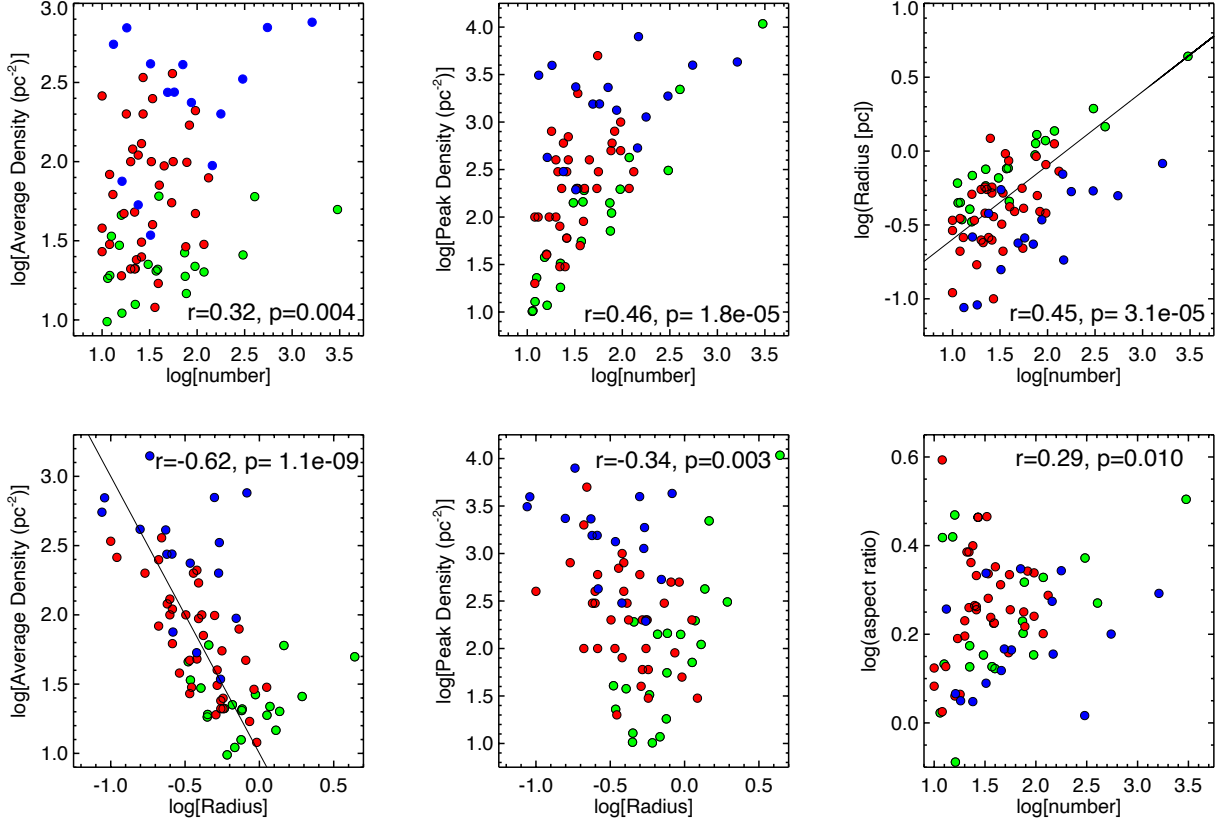 log[Average Density (pc-2)]
3.0
2.5
2.0
1.5
1.0
r=0.32, p=0.004
1.0 1.5 2.0 2.5 3.0 3.5
log[number]
log[Peak Density (pc-2)]
4.0
3.5
3.0
2.5
2.0
1.5
1.0
r=0.46, p= 1.8e-05
1.0 1.5 2.0 2.5 3.0 3.5
log[number]
log(Radius [pc])
1.0
0.5
0.0
-0.5
-1.0
r=0.45, p= 3.1e-05
1.0 1.5 2.0 2.5 3.0 3.5
log[number]
log[Average Density (pc-2)]
r=-0.62, p= 1.1e-09
3.0
2.5
2.0
1.5
1.0
-1.0 -0.5 0.0 0.5
log[Radius]
log[Peak Density (pc-2)]
r=-0.34, p=0.003
4.0
3.5
3.0
2.5
2.0
1.5
1.0
-1.0 -0.5 0.0 0.5
log[Radius]
log(aspect ratio)
r=0.29, p=0.010
0.6
0.4
0.2
0.0
1.0 1.5 2.0 2.5 3.0 3.5
log[number]